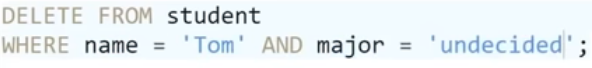 DELETE FROM student
WHERE name = 'Tom' AND major = 'undecided';